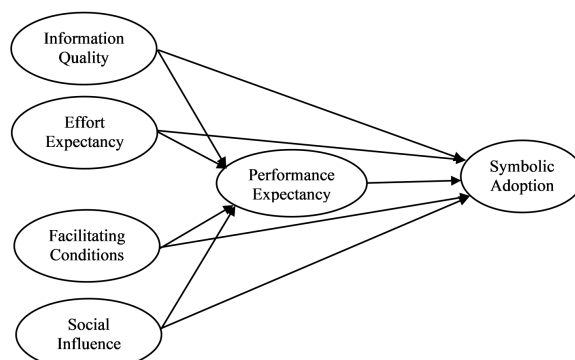 Information
Quality
Effort
Expectancy
Performance
Expectancy
Symbolic
Adoption
Facilitating
Conditions
Social
Influence